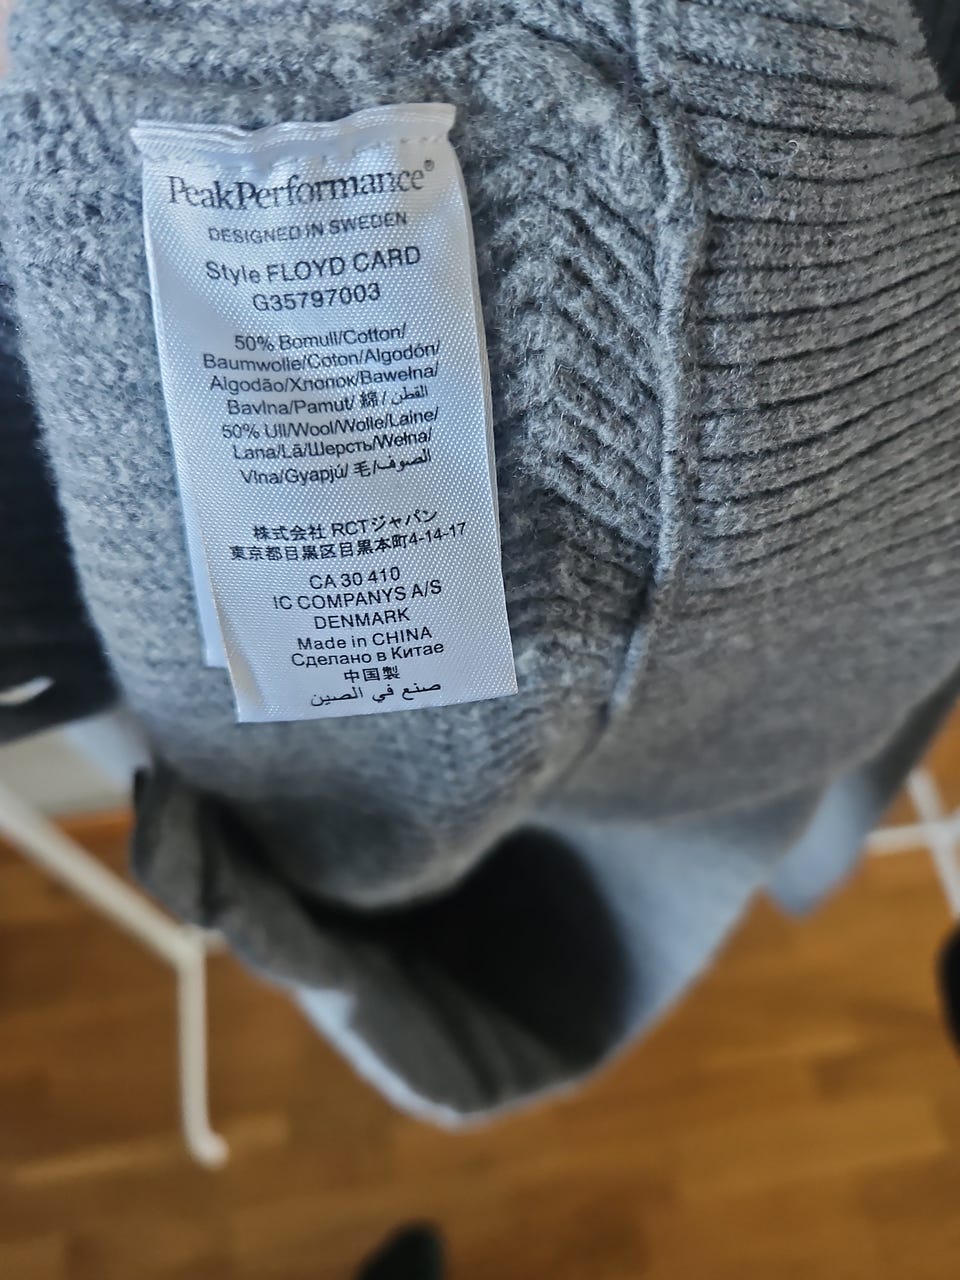 PeakPerformance®
DESIGNED IN SWEDEN
Style FLOYD CARD
G35797003
50% Bomull/Cotton/
Baumwolle/Coton/Algodón/
Algodão/Хлопок/Bawełna/
Bavlna/Pamut/ 綿/ القطن/
50% Ull/Wool/Wolle/Laine/
Lana/Lã/Шерсть/Wełna/
Vlna/Gyapjú/ 毛/الصوف
株式会社 RCTジャパン
東京都目黒区目黒本町4-14-17
CA 30 410
IC COMPANYS A/S
DENMARK
Made in CHINA
Сделано в Китае
中国製
صنع في الصين